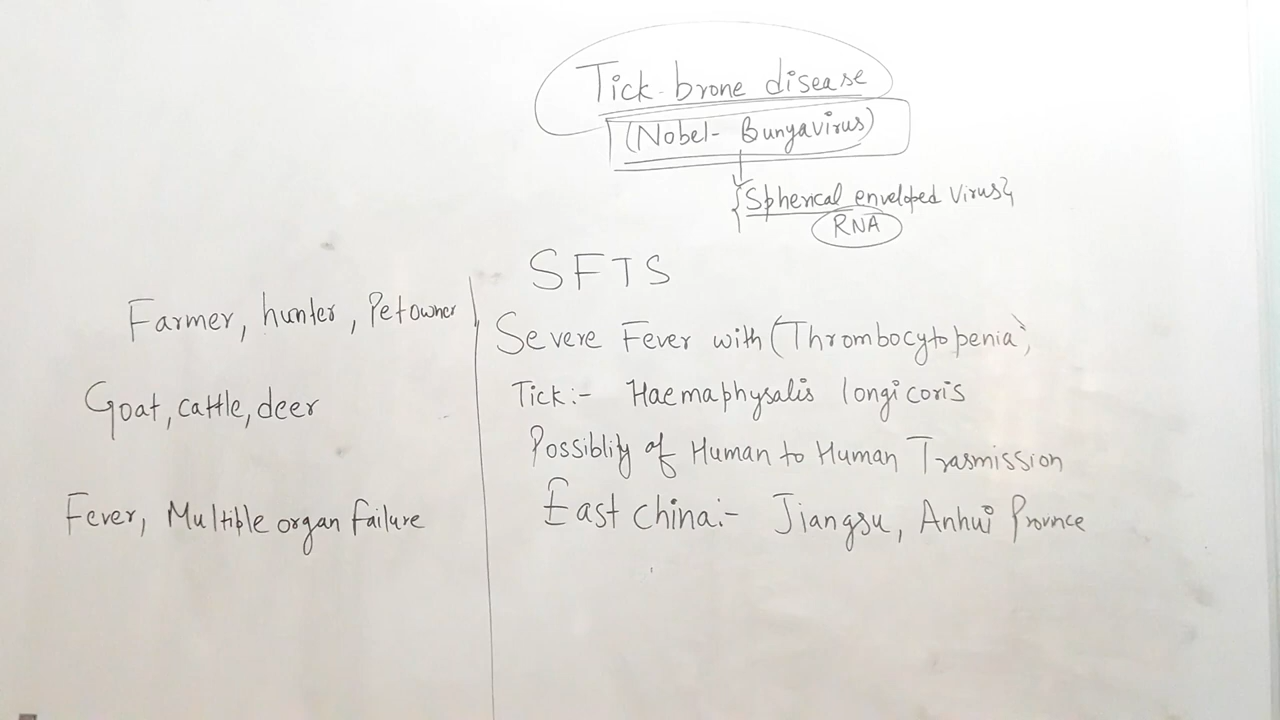 Tick-brone disease
(Nobel- Bunyavirus)
{Spherical enveloped Virus}
RNA
SFTS
Farmer, hunter, Petowner
Goat, cattle, deer
Fever, Multiple organ failure
Severe Fever with (Thrombocytopenia)
Tick:- Haemaphysalis longicoris
Possiblity of Human to Human Trasmission
East china:- Jiangsu, Anhui Provnce